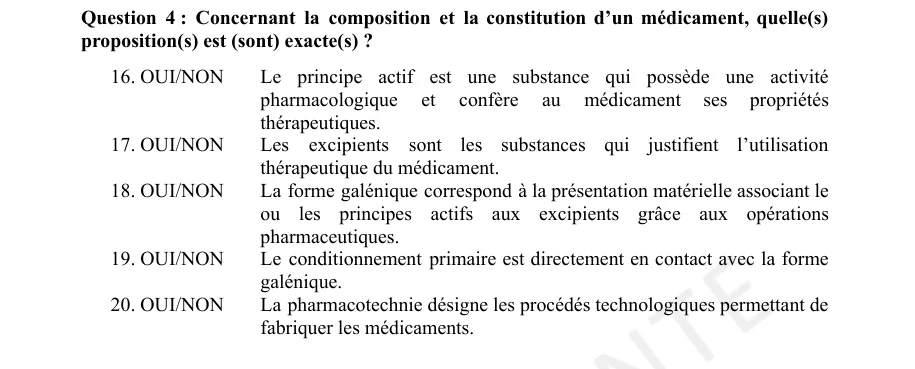 Question 4 : Concernant la composition et la constitution d’un médicament, quelle(s)
proposition(s) est (sont) exacte(s) ?
16. OUI/NON Le principe actif est une substance qui possède une activité
pharmacologique et confère au médicament ses propriétés
thérapeutiques.
17. OUI/NON Les excipients sont les substances qui justifient l’utilisation
thérapeutique du médicament.
18. OUI/NON La forme galénique correspond à la présentation matérielle associant le
ou les principes actifs aux excipients grâce aux opérations
pharmaceutiques.
19. OUI/NON Le conditionnement primaire est directement en contact avec la forme
galénique.
20. OUI/NON La pharmacotechnie désigne les procédés technologiques permettant de
fabriquer les médicaments.